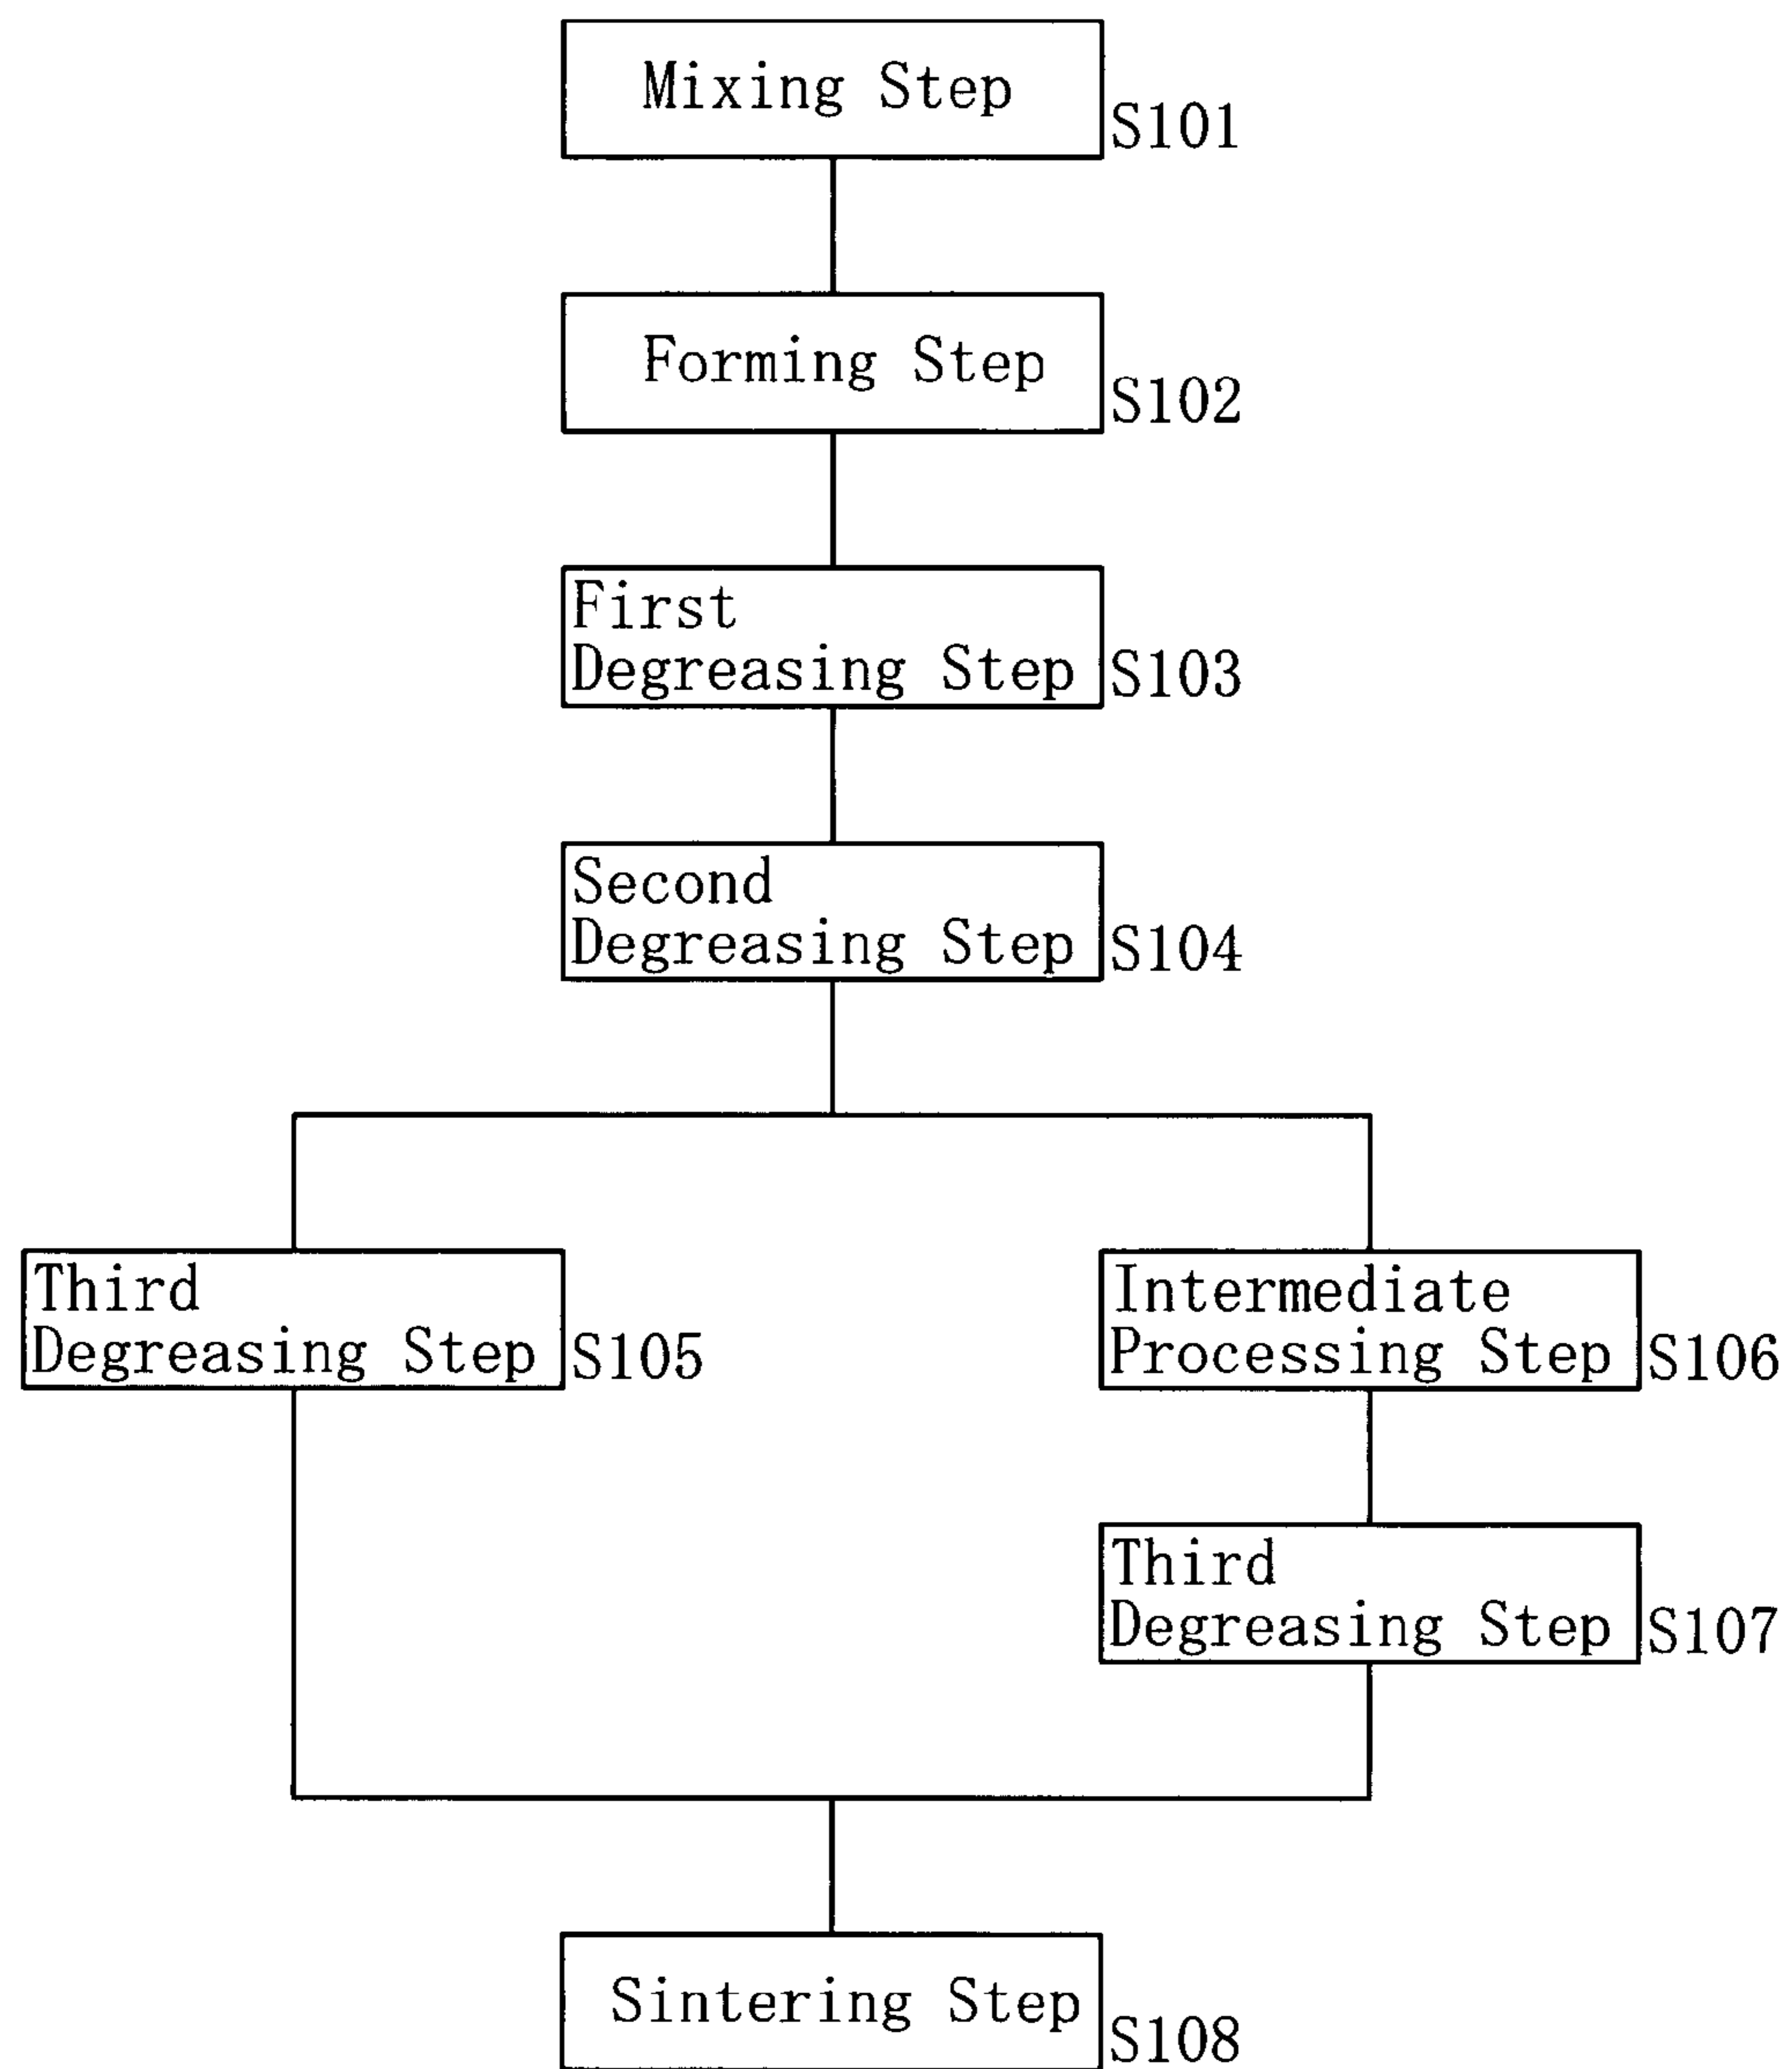 Mixing Step
S101
Forming Step
S102
First
Degreasing Step
S103
Second
Degreasing Step
S104
Third
Degreasing Step
S105
Intermediate
Processing Step
S106
Third
Degreasing Step
S107
Sintering Step
S108